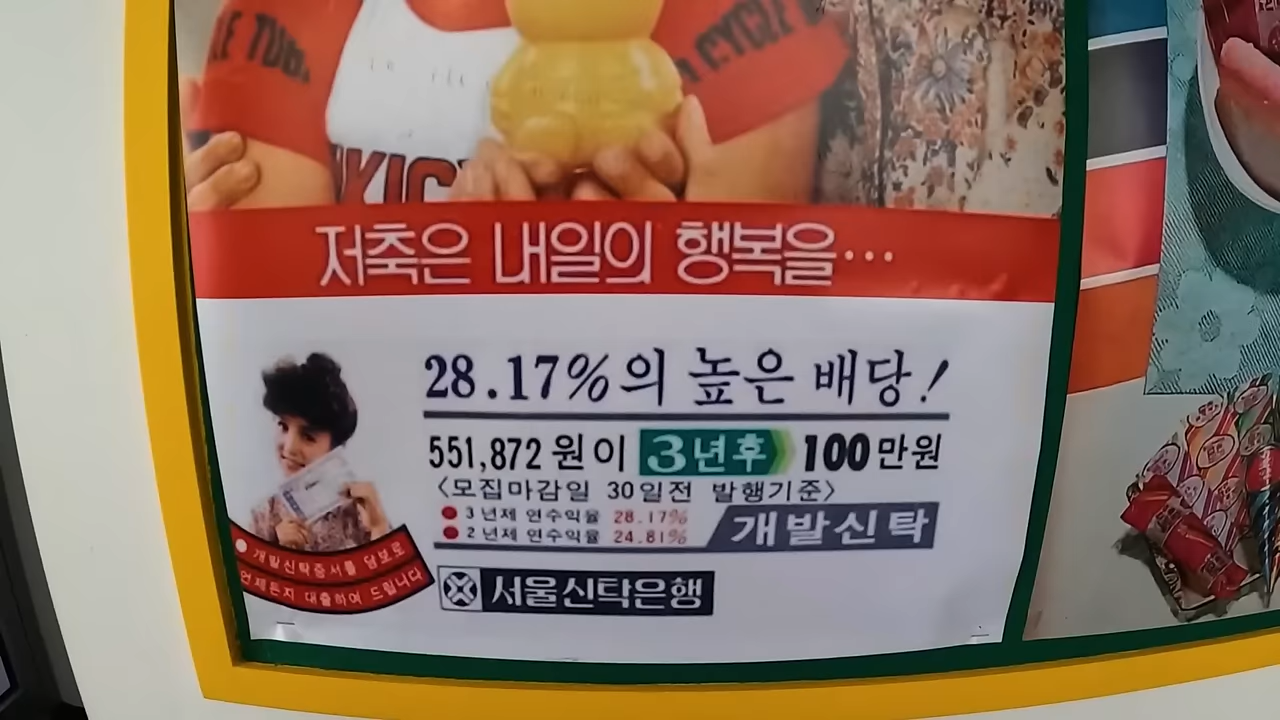 CYCLE
저축은 내일의 행복을···
28.17%의 높은 배당!
551,872원이 3년후 100만원
<모집마감일 30일전 발행기준>
● 3년제 연수익율 28.17%
● 2년제 연수익율 24.81%
개발신탁
● 개발신탁증서를 담보로
언제든지 대출하여 드립니다
서울신탁은행